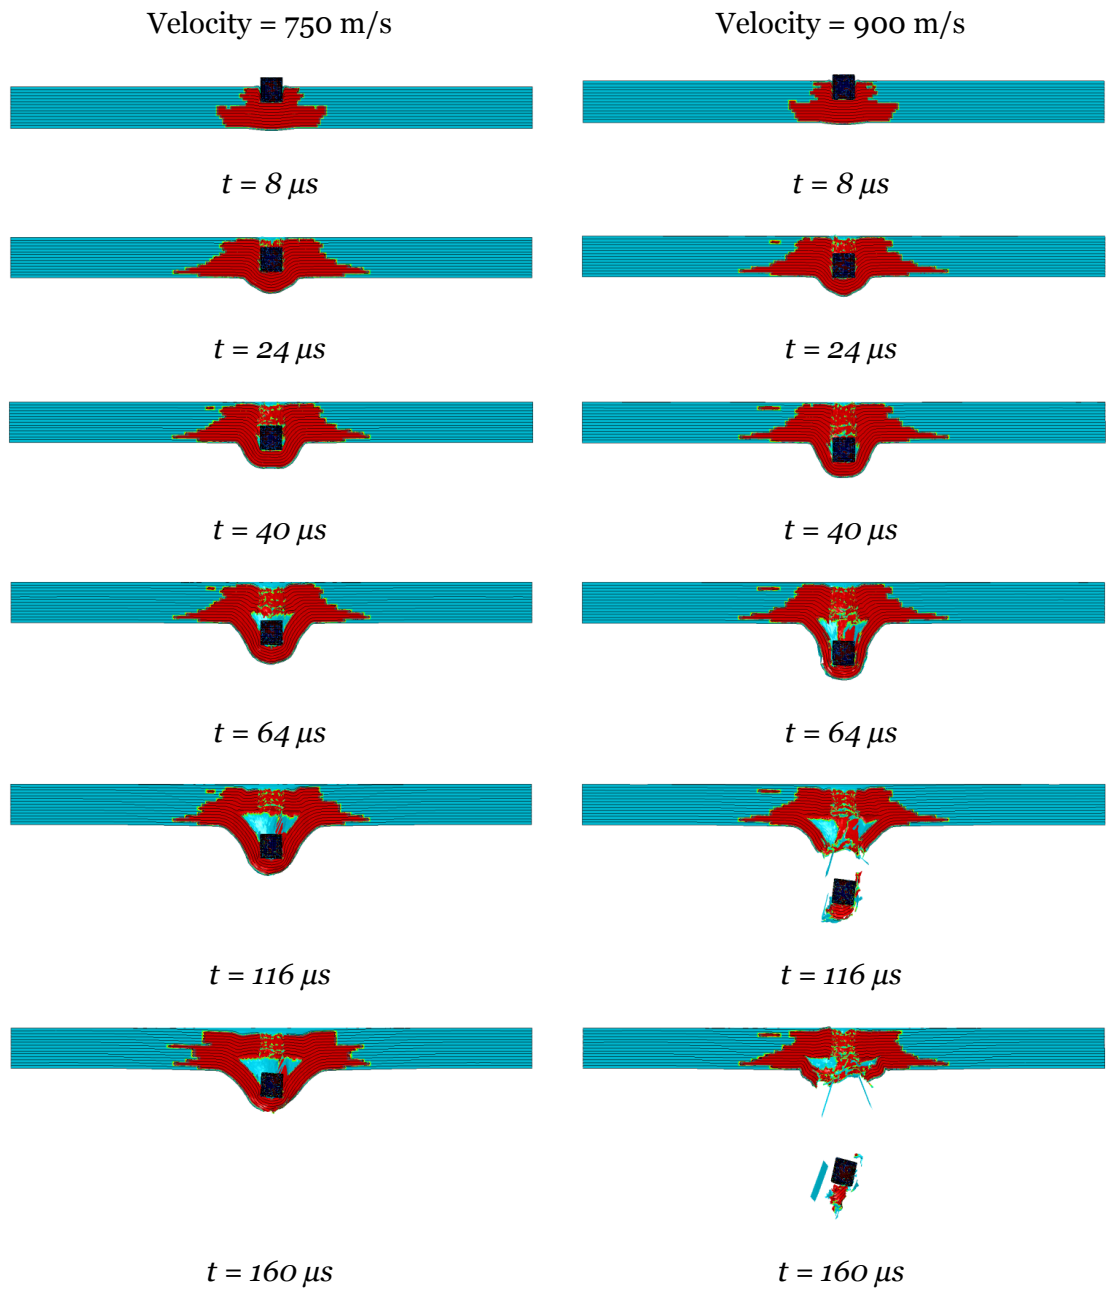 Velocity = 750 m/s Velocity = 900 m/s
t = 8 μs t = 8 μs
t = 24 μs t = 24 μs
t = 40 μs t = 40 μs
t = 64 μs t = 64 μs
t = 116 μs t = 116 μs
t = 160 μs t = 160 μs